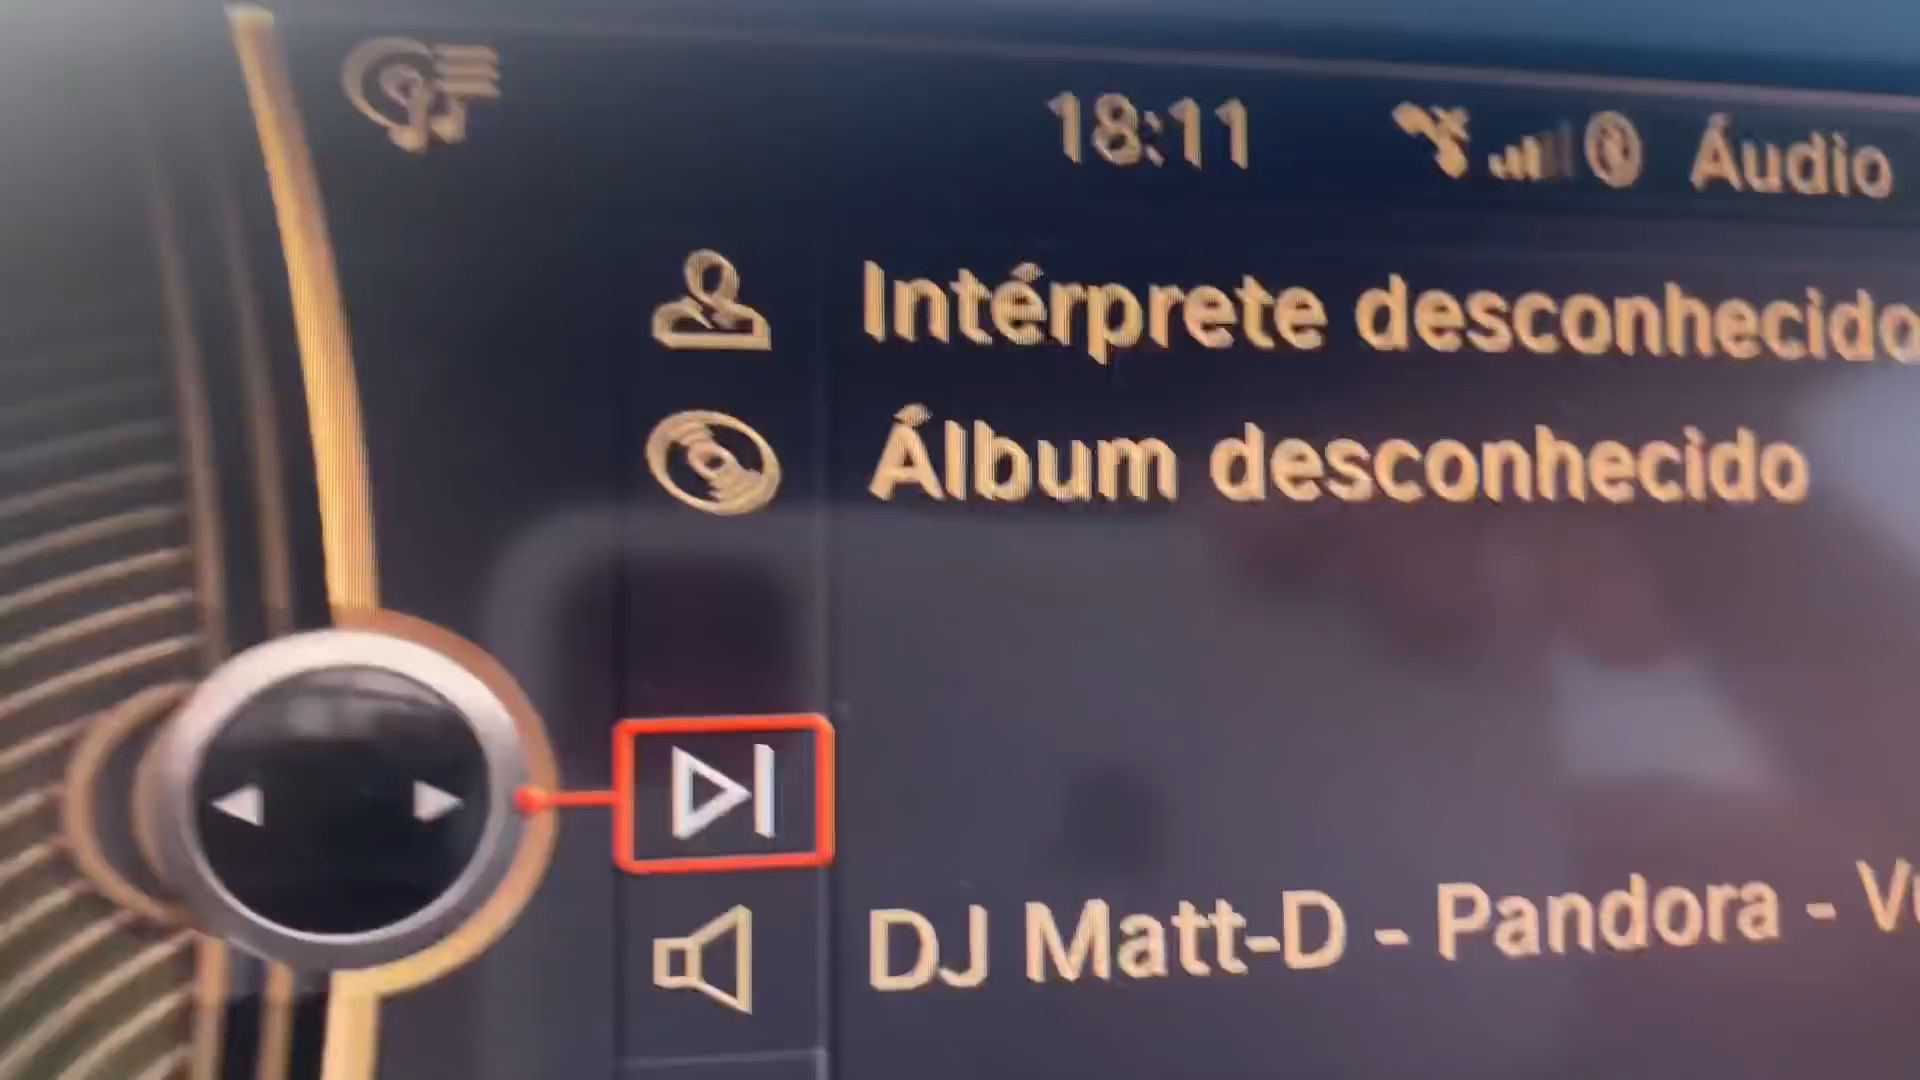 18:11 Áudio
Intérprete desconhecido
Álbum desconhecido
DJ Matt-D - Pandora -